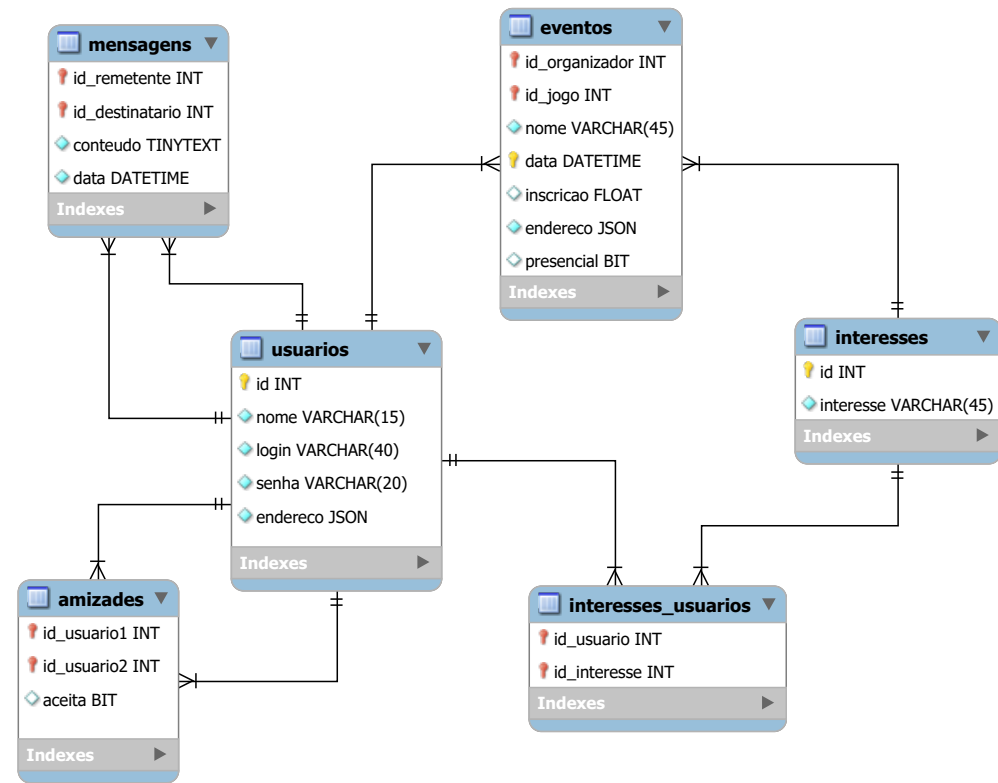 mensagens
id_remetente INT
id_destinatario INT
conteudo TINYTEXT
data DATETIME
Indexes
eventos
id_organizador INT
id_jogo INT
nome VARCHAR(45)
data DATETIME
inscricao FLOAT
endereco JSON
presencial BIT
Indexes
usuarios
id INT
nome VARCHAR(15)
login VARCHAR(40)
senha VARCHAR(20)
endereco JSON
Indexes
interesses
id INT
interesse VARCHAR(45)
Indexes
amizades
id_usuario1 INT
id_usuario2 INT
aceita BIT
Indexes
interesses_usuarios
id_usuario INT
id_interesse INT
Indexes